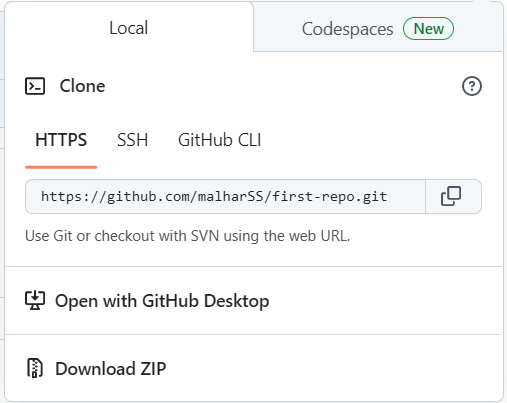 Local
Codespaces New
Clone
HTTPS SSH GitHub CLI
https://github.com/malharSS/first-repo.git
Use Git or checkout with SVN using the web URL.
Open with GitHub Desktop
Download ZIP